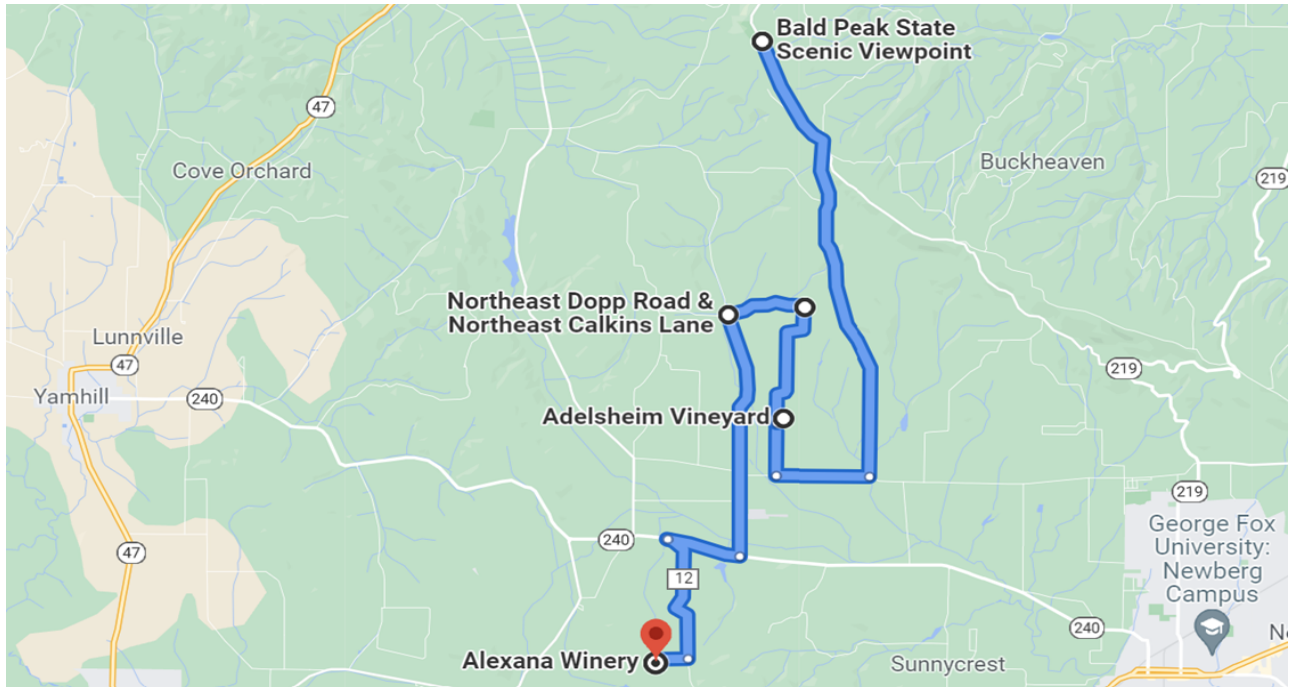 Bald Peak State
Scenic Viewpoint
47
Cove Orchard
Buckheaven
219
Northeast Dopp Road &
Northeast Calkins Lane
Lunnville
47
219
Yamhill
240
Adelsheim Vineyard
219
47
240
12
George Fox
University:
Newberg
Campus
240
Alexana Winery
Sunnycrest